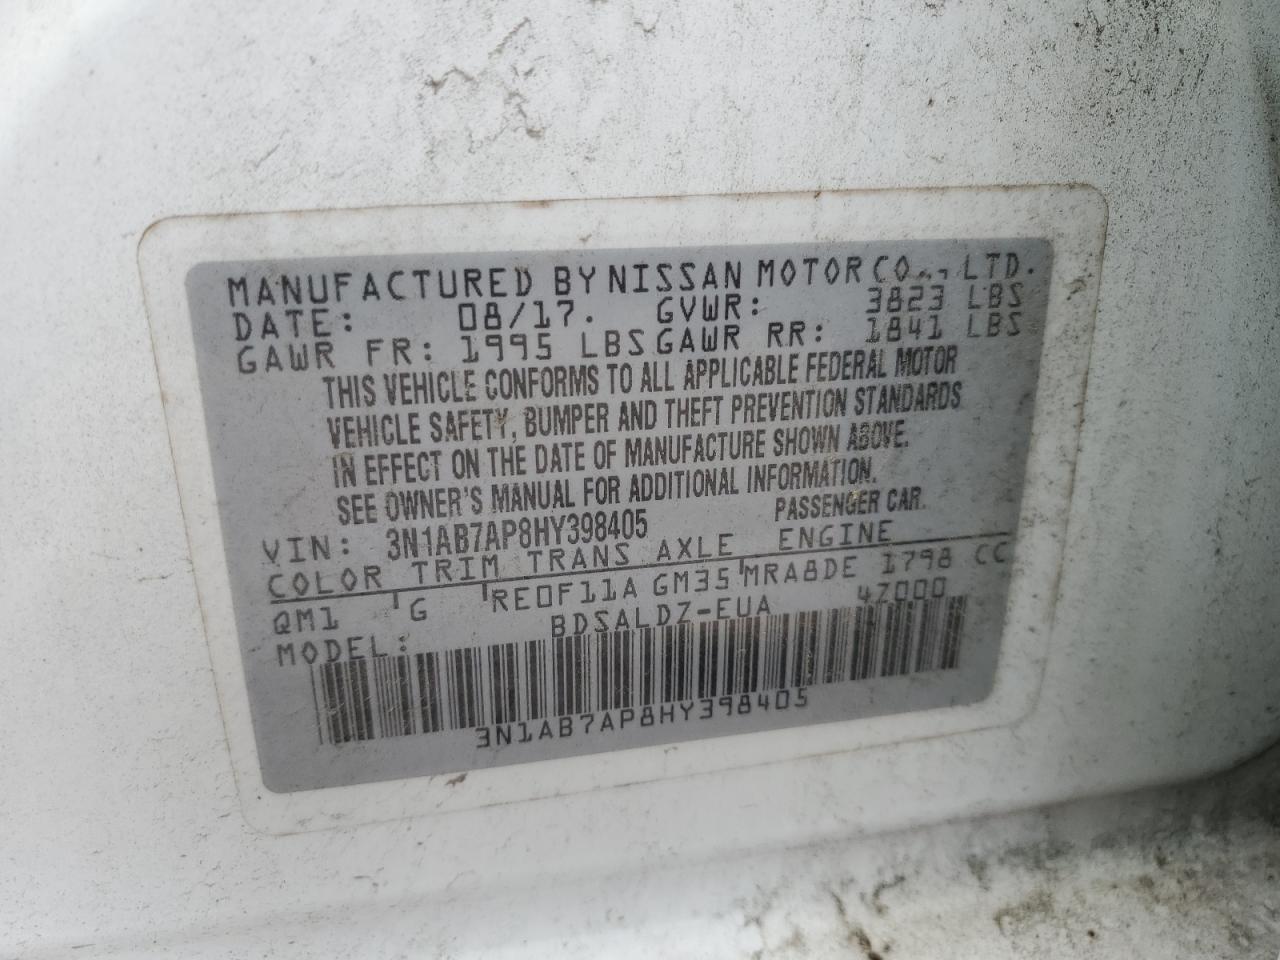 MANUFACTURED BY NISSAN MOTOR CO., LTD.
DATE: 08/17. GVWR: 3823 LBS
GAWR FR: 1995 LBS GAWR RR: 1841 LBS
THIS VEHICLE CONFORMS TO ALL APPLICABLE FEDERAL MOTOR
VEHICLE SAFETY, BUMPER AND THEFT PREVENTION STANDARDS
IN EFFECT ON THE DATE OF MANUFACTURE SHOWN ABOVE.
SEE OWNER'S MANUAL FOR ADDITIONAL INFORMATION.
VIN: 3N1AB7AP8HY398405 PASSENGER CAR.
COLOR TRIM TRANS AXLE ENGINE
QM1 G RE0F11A GM35 MRA8DE 1798 CC
MODEL: BDSALDZ-EUA 47000
3N1AB7AP8HY398405